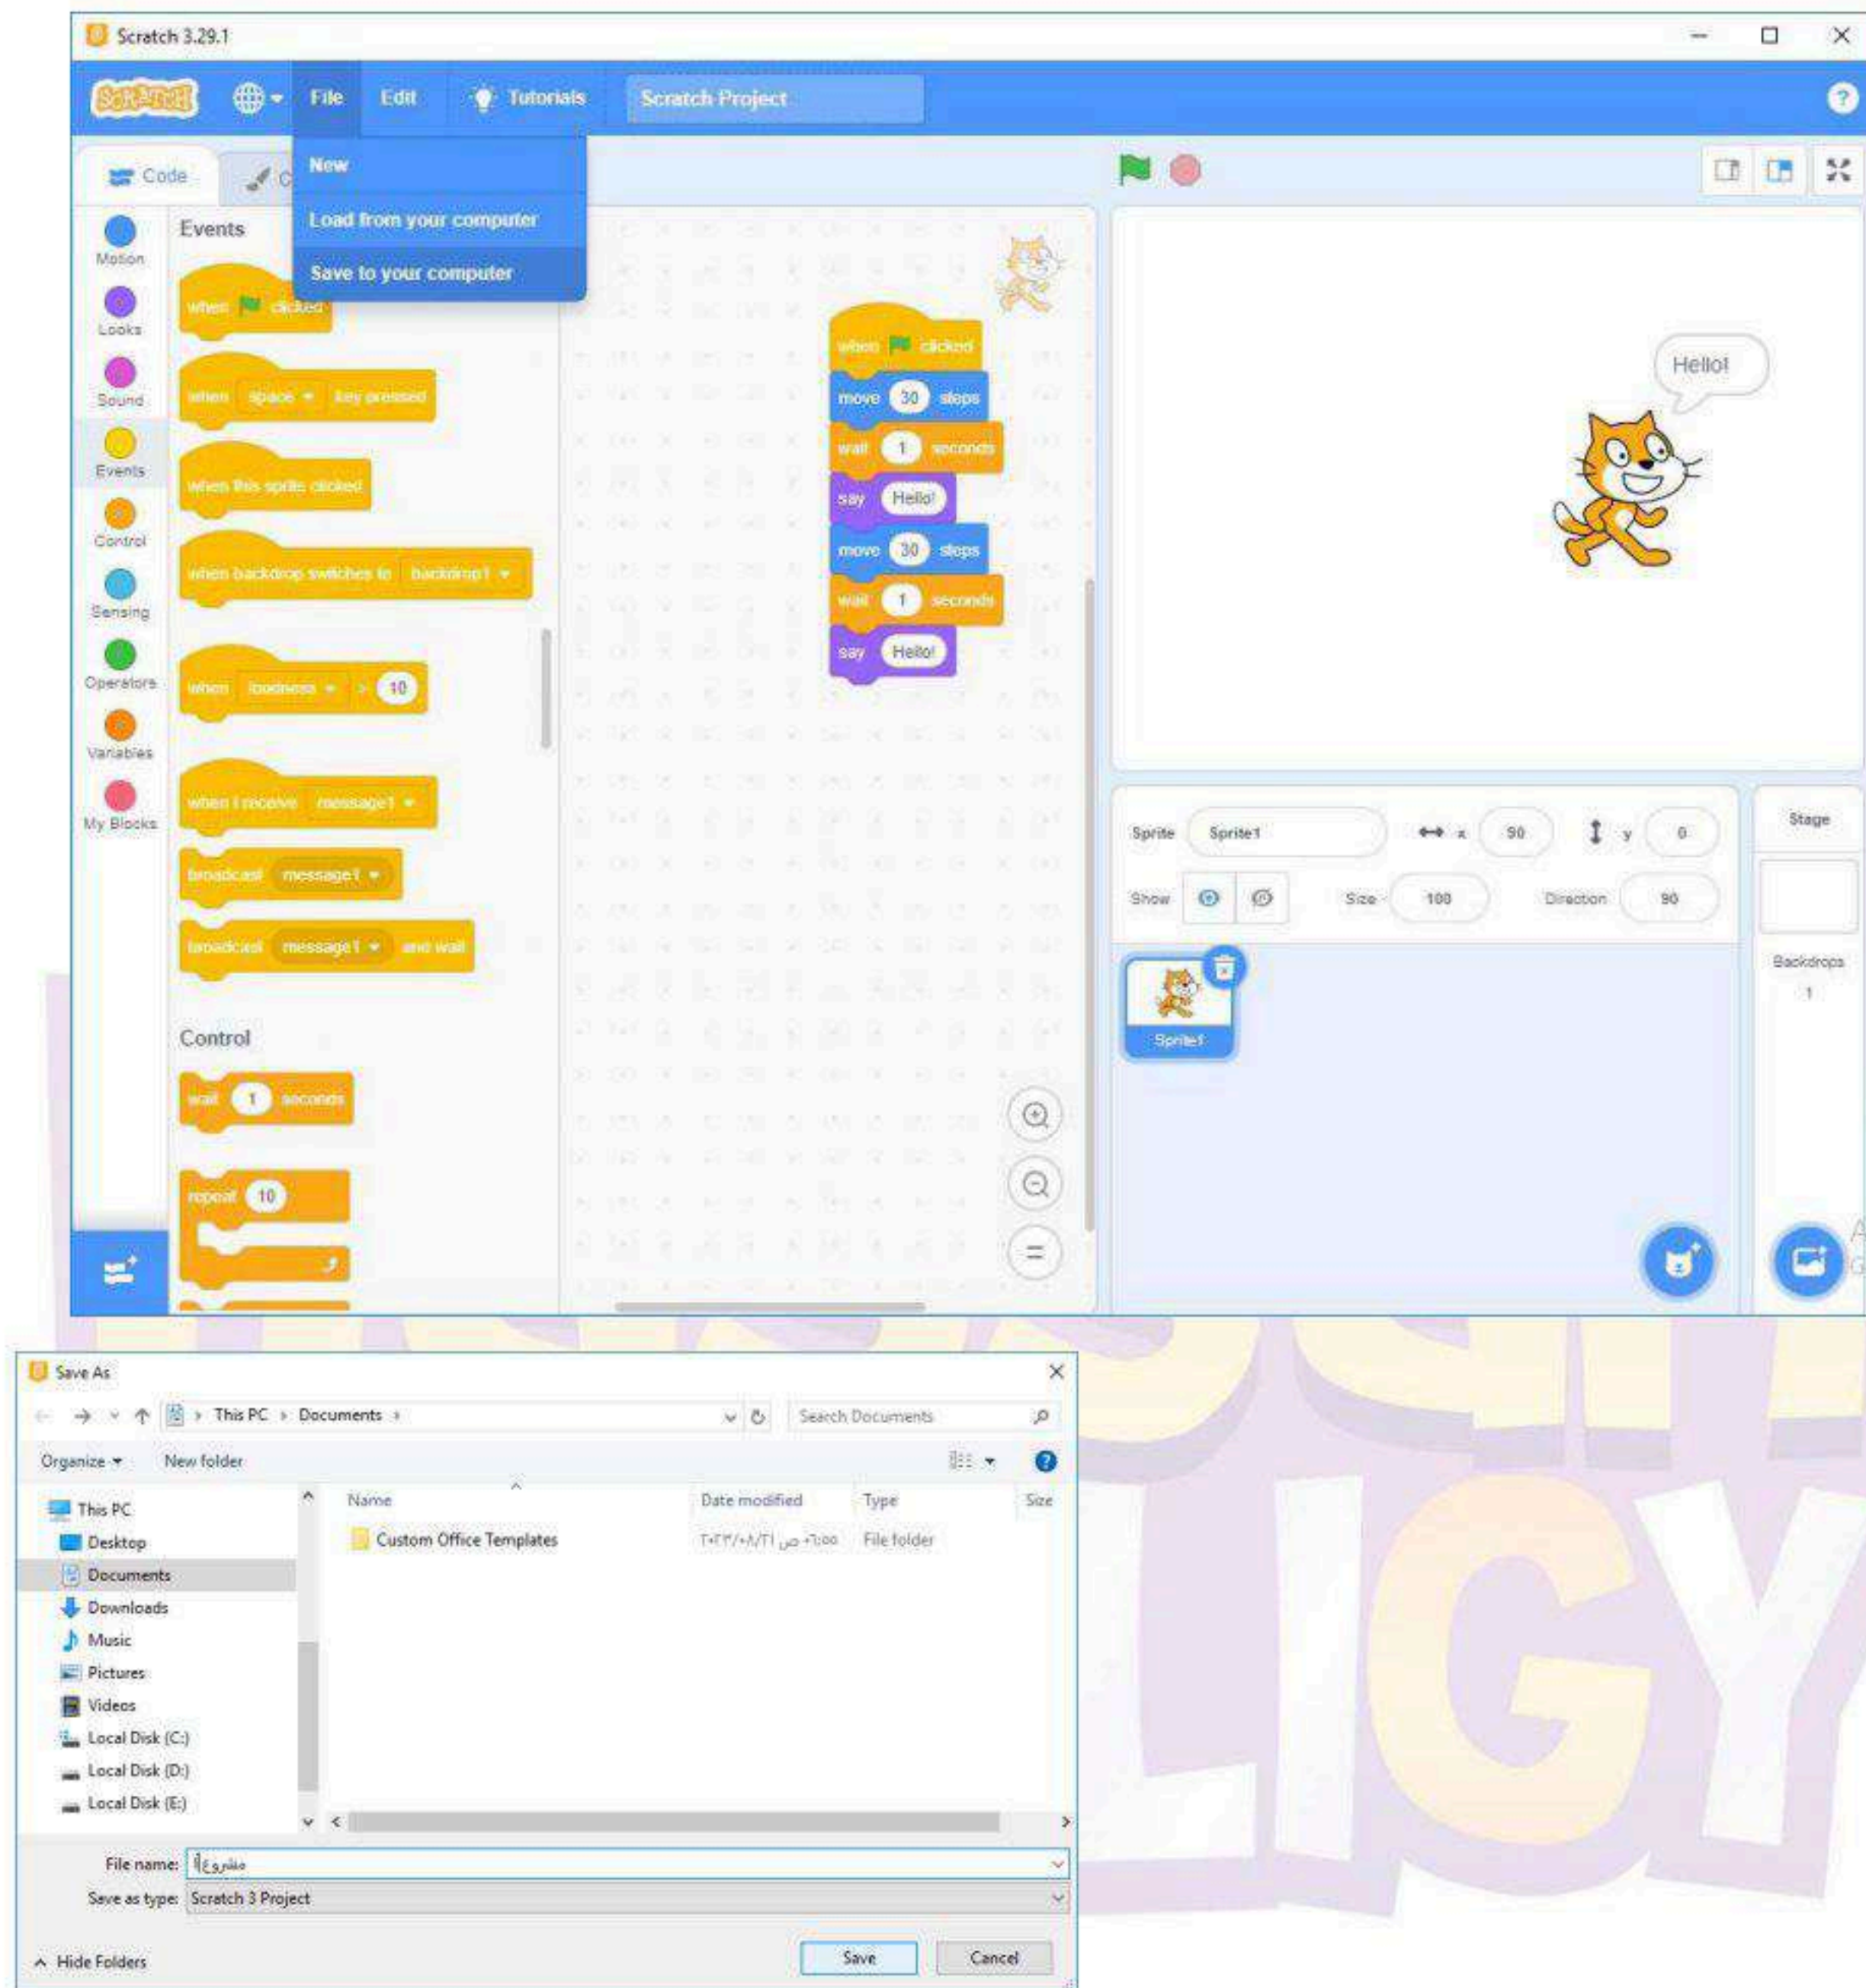 Scratch 3.29.1
SCRATCH
File
Edit
Tutorials
Scratch Project
New
Load from your computer
Save to your computer
Code
Motion
Looks
Sound
Events
Control
Sensing
Operators
Variables
My Blocks
Events
when clicked
when space key pressed
when this sprite clicked
when backdrop switches to backdrop1
when loudness > 10
when I receive message1
broadcast message1
broadcast message1 and wait
Control
wait 1 seconds
repeat 10
when clicked
move 30 steps
wait 1 seconds
say Hello!
move 30 steps
wait 1 seconds
say Hello!
Hello!
Sprite Sprite1 x 90 y 0
Show Size 100 Direction 90
Sprite1
Stage
Backdrops
1
Save As
This PC > Documents >
Search Documents
Organize New folder
Name Date modified Type Size
Custom Office Templates ٢٠٢٣/٠٨/٢١ ص ٠٦:٥٥ File folder
This PC
Desktop
Documents
Downloads
Music
Pictures
Videos
Local Disk (C:)
Local Disk (D:)
Local Disk (E:)
File name: مشروع
Save as type: Scratch 3 Project
Hide Folders
Save
Cancel
LIGY